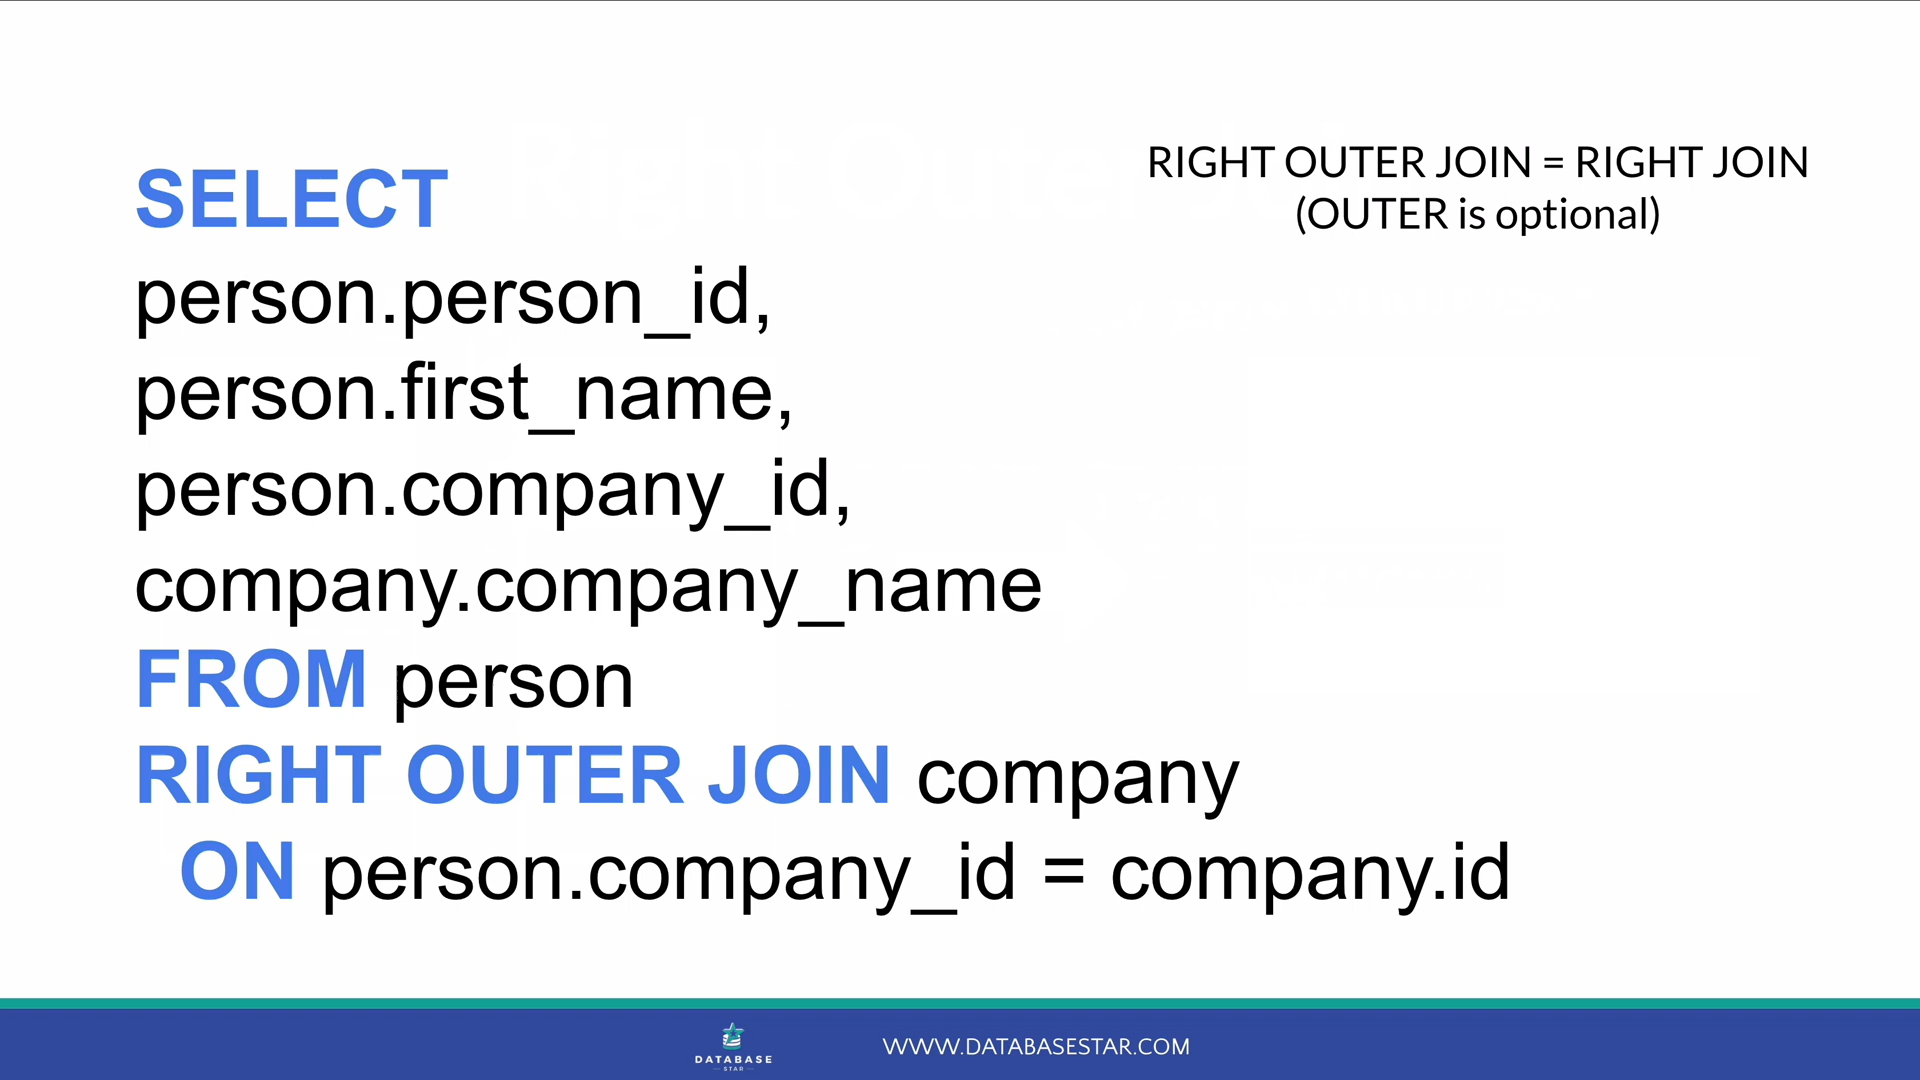 RIGHT OUTER JOIN = RIGHT JOIN
(OUTER is optional)
SELECT
person.person_id,
person.first_name,
person.company_id,
company.company_name
FROM person
RIGHT OUTER JOIN company
ON person.company_id = company.id
DATABASE
STAR
WWW.DATABASESTAR.COM